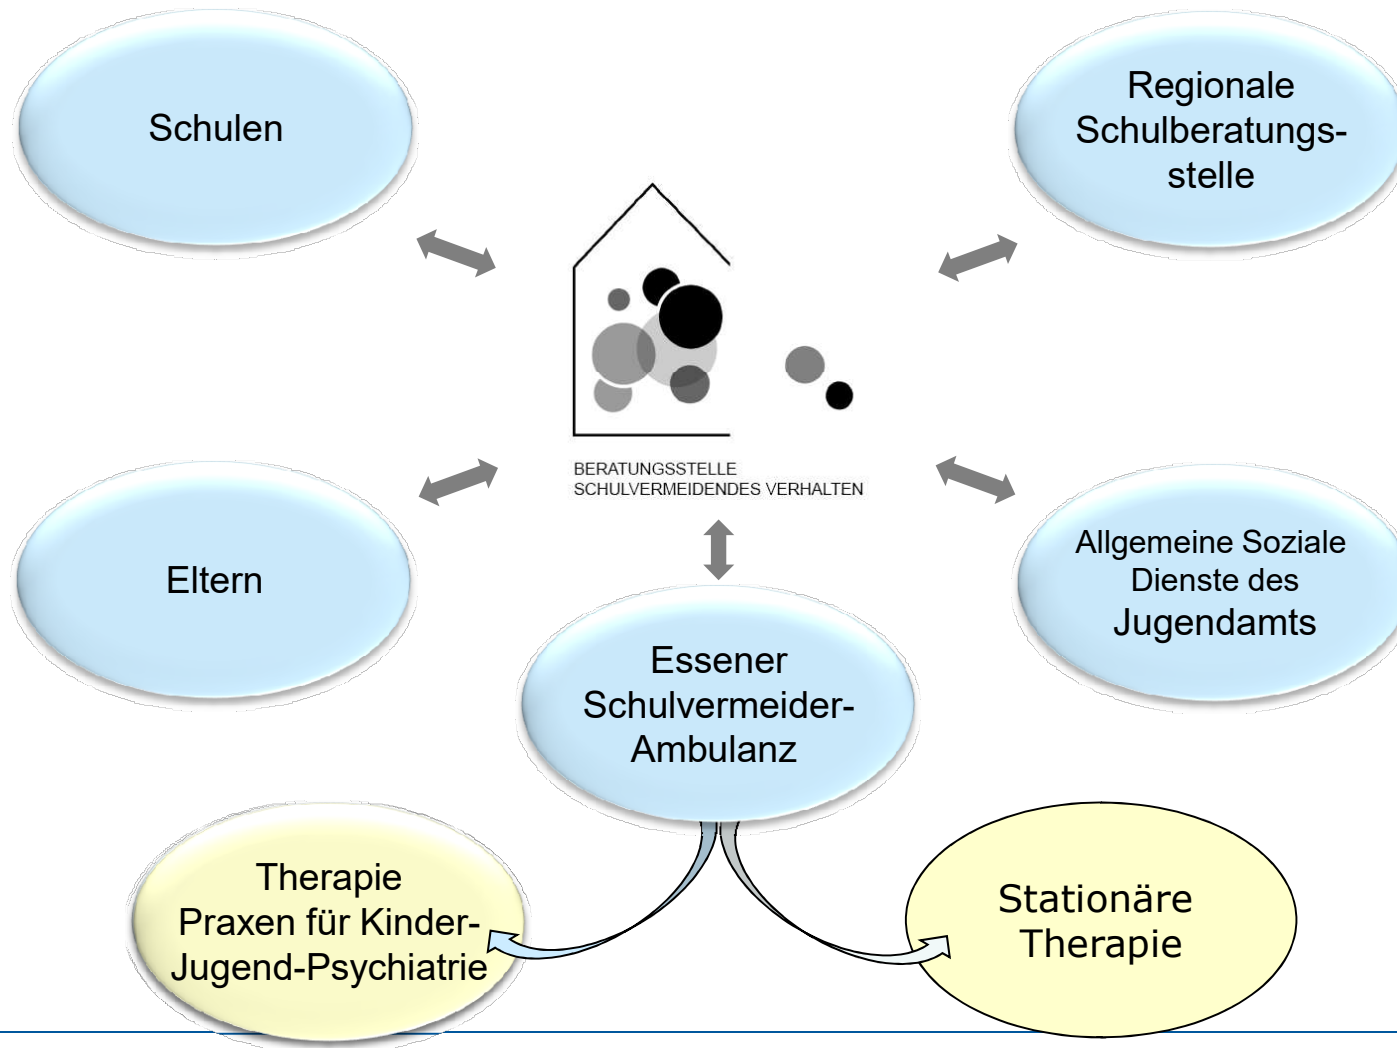 Schulen
Regionale
Schulberatungs-
stelle
BERATUNGSSTELLE
SCHULVERMEIDENDES VERHALTEN
Eltern
Allgemeine Soziale
Dienste des
Jugendamts
Essener
Schulvermeider-
Ambulanz
Therapie
Praxen für Kinder-
Jugend-Psychiatrie
Stationäre
Therapie